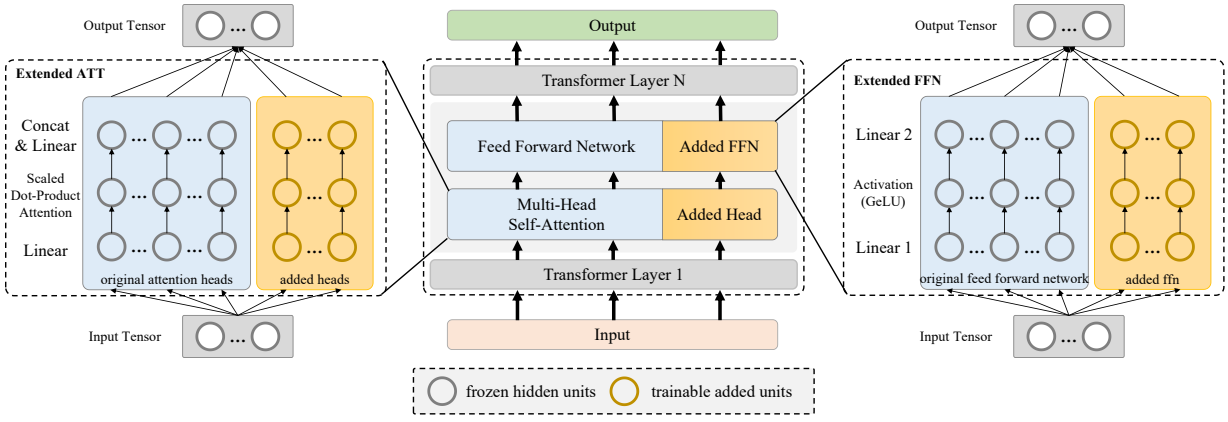 Output Tensor
...
Extended ATT
Concat
& Linear
... ... ...
Scaled
Dot-Product
Attention
... ... ...
Linear
... ... ...
original attention heads
added heads
Input Tensor
...
Output
Transformer Layer N
Feed Forward Network
Added FFN
Multi-Head
Self-Attention
Added Head
Transformer Layer 1
Input
Output Tensor
...
Extended FFN
Linear 2
... ... ...
Activation
(GeLU)
... ... ...
Linear 1
... ... ...
original feed forward network
added ffn
Input Tensor
...
frozen hidden units
trainable added units